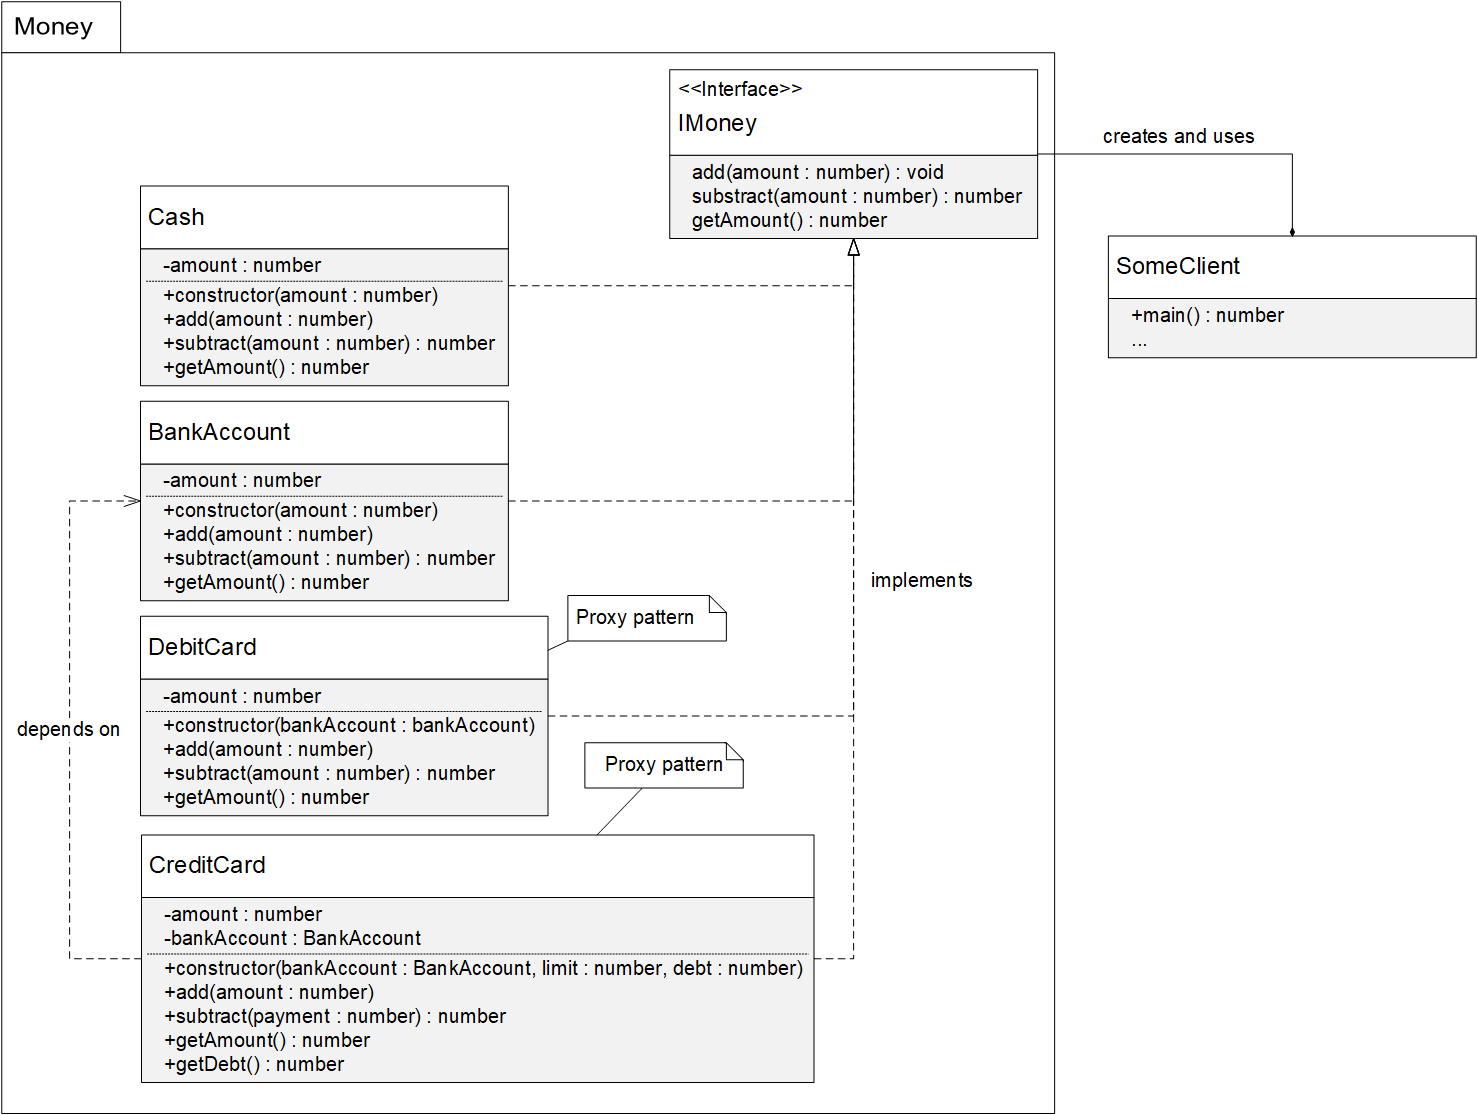 Money
<<Interface>>
IMoney
add(amount : number) : void
substract(amount : number) : number
getAmount() : number
creates and uses
SomeClient
+main() : number
...
Cash
-amount : number
+constructor(amount : number)
+add(amount : number)
+subtract(amount : number) : number
+getAmount() : number
BankAccount
-amount : number
+constructor(amount : number)
+add(amount : number)
+subtract(amount : number) : number
+getAmount() : number
implements
Proxy pattern
DebitCard
-amount : number
+constructor(bankAccount : bankAccount)
+add(amount : number)
+subtract(amount : number) : number
+getAmount() : number
depends on
Proxy pattern
CreditCard
-amount : number
-bankAccount : BankAccount
+constructor(bankAccount : BankAccount, limit : number, debt : number)
+add(amount : number)
+subtract(payment : number) : number
+getAmount() : number
+getDebt() : number